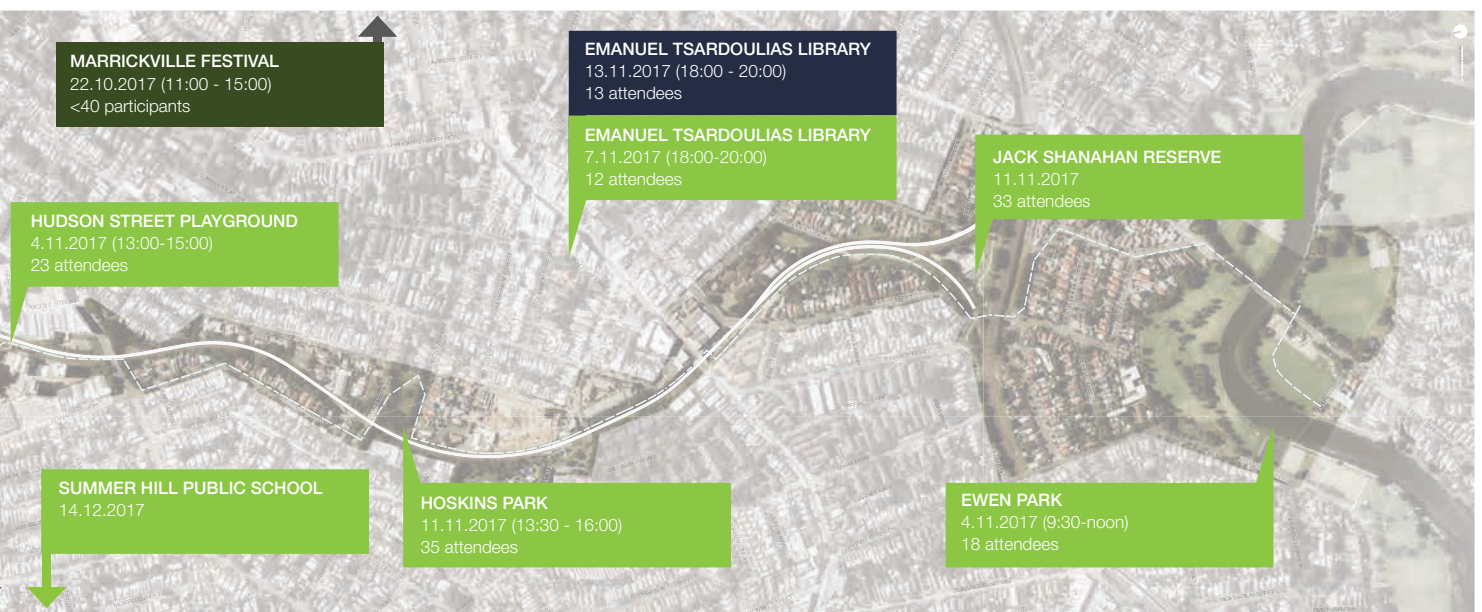 MARRICKVILLE FESTIVAL
22.10.2017 (11:00 - 15:00)
<40 participants
EMANUEL TSARDOULIAS LIBRARY
13.11.2017 (18:00 - 20:00)
13 attendees
EMANUEL TSARDOULIAS LIBRARY
7.11.2017 (18:00-20:00)
12 attendees
JACK SHANAHAN RESERVE
11.11.2017
33 attendees
HUDSON STREET PLAYGROUND
4.11.2017 (13:00-15:00)
23 attendees
SUMMER HILL PUBLIC SCHOOL
14.12.2017
HOSKINS PARK
11.11.2017 (13:30 - 16:00)
35 attendees
EWEN PARK
4.11.2017 (9:30-noon)
18 attendees